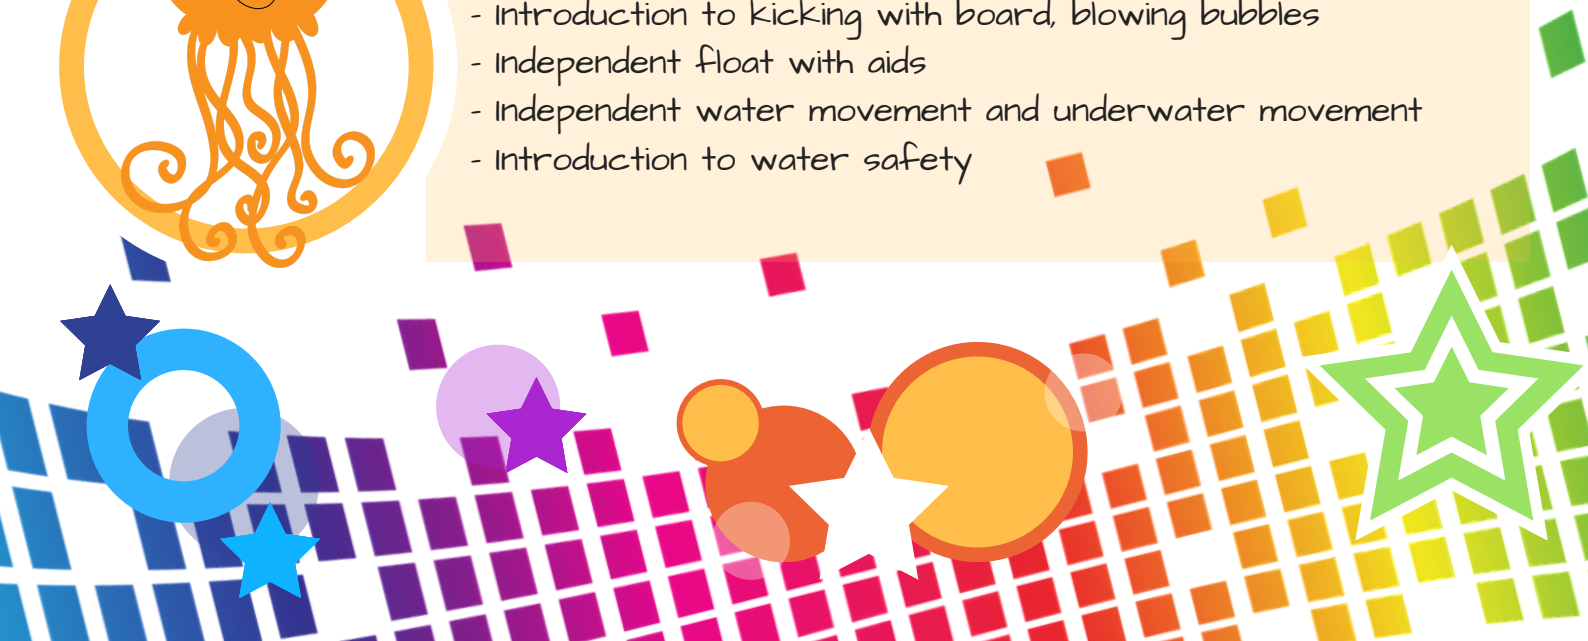 - Introduction to kicking with board, blowing bubbles
- Independent float with aids
- Independent water movement and underwater movement
- Introduction to water safety